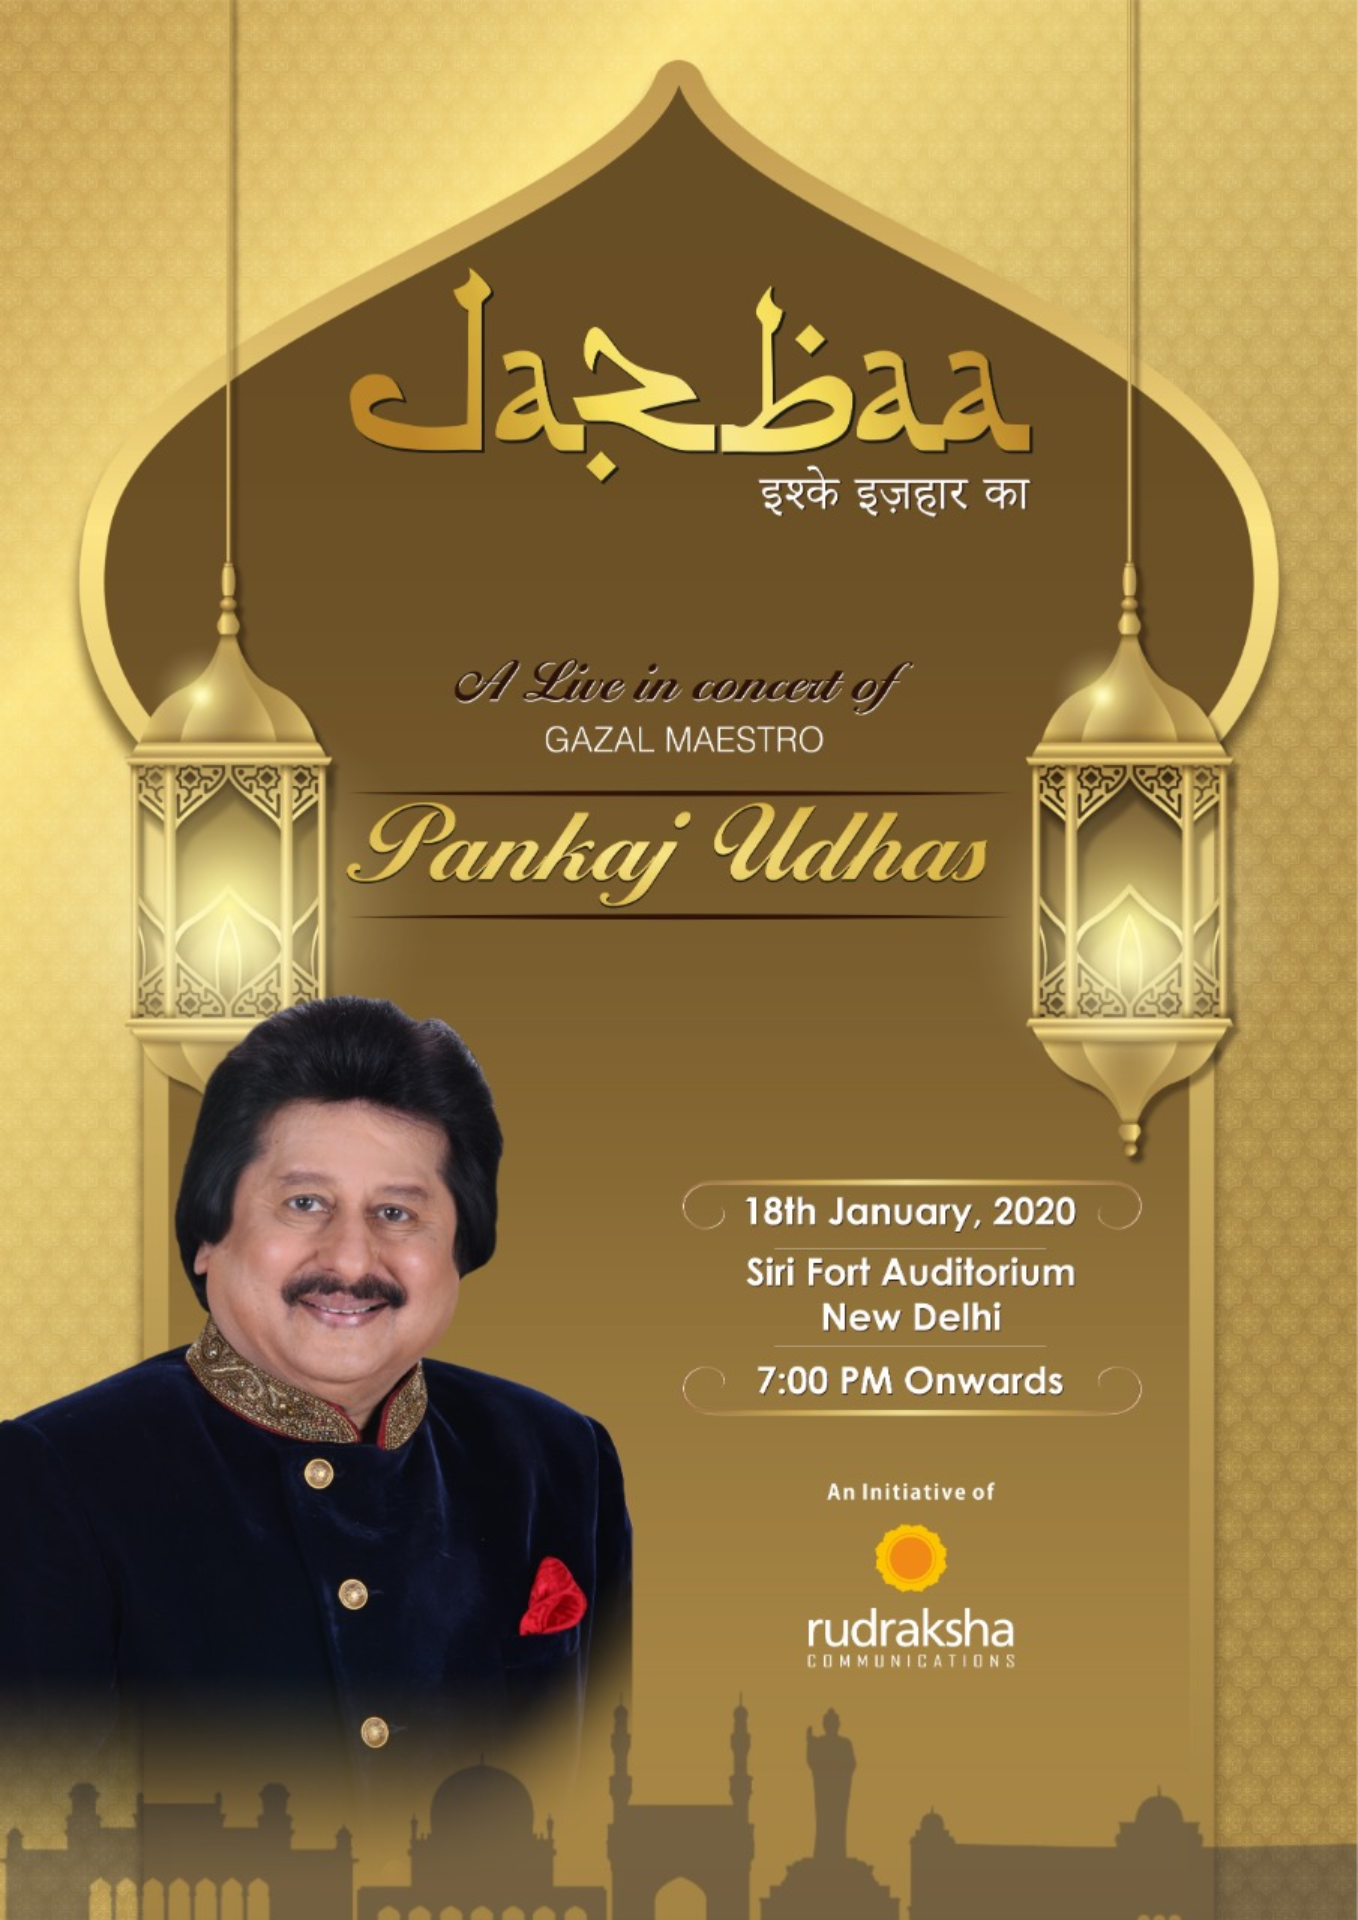 Jazbaa
इश्के इज़हार का
A Live in concert of
GAZAL MAESTRO
Pankaj Udhas
18th January, 2020
Siri Fort Auditorium
New Delhi
7:00 PM Onwards
An Initiative of
rudraksha
COMMUNICATIONS